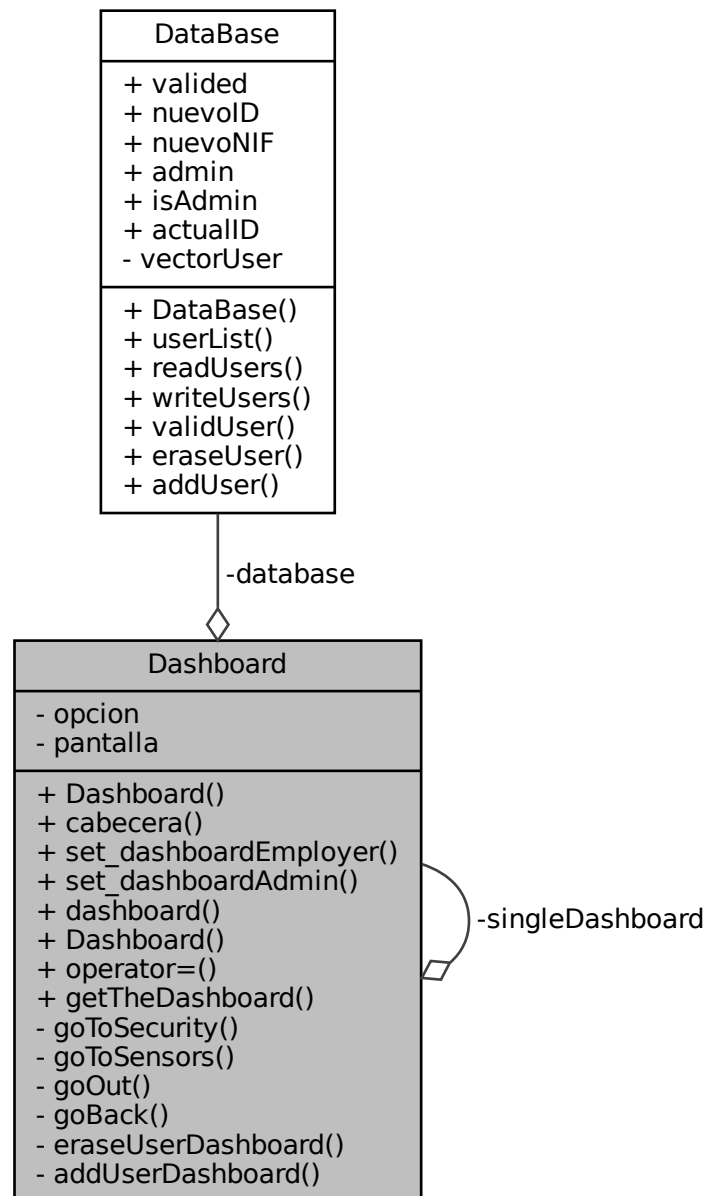 DataBase
+ valided
+ nuevoID
+ nuevoNIF
+ admin
+ isAdmin
+ actualID
- vectorUser
+ DataBase()
+ userList()
+ readUsers()
+ writeUsers()
+ validUser()
+ eraseUser()
+ addUser()
-database
Dashboard
- opcion
- pantalla
+ Dashboard()
+ cabecera()
+ set_dashboardEmployer()
+ set_dashboardAdmin()
+ dashboard()
+ Dashboard()
+ operator=()
+ getTheDashboard()
- goToSecurity()
- goToSensors()
- goOut()
- goBack()
- eraseUserDashboard()
- addUserDashboard()
-singleDashboard